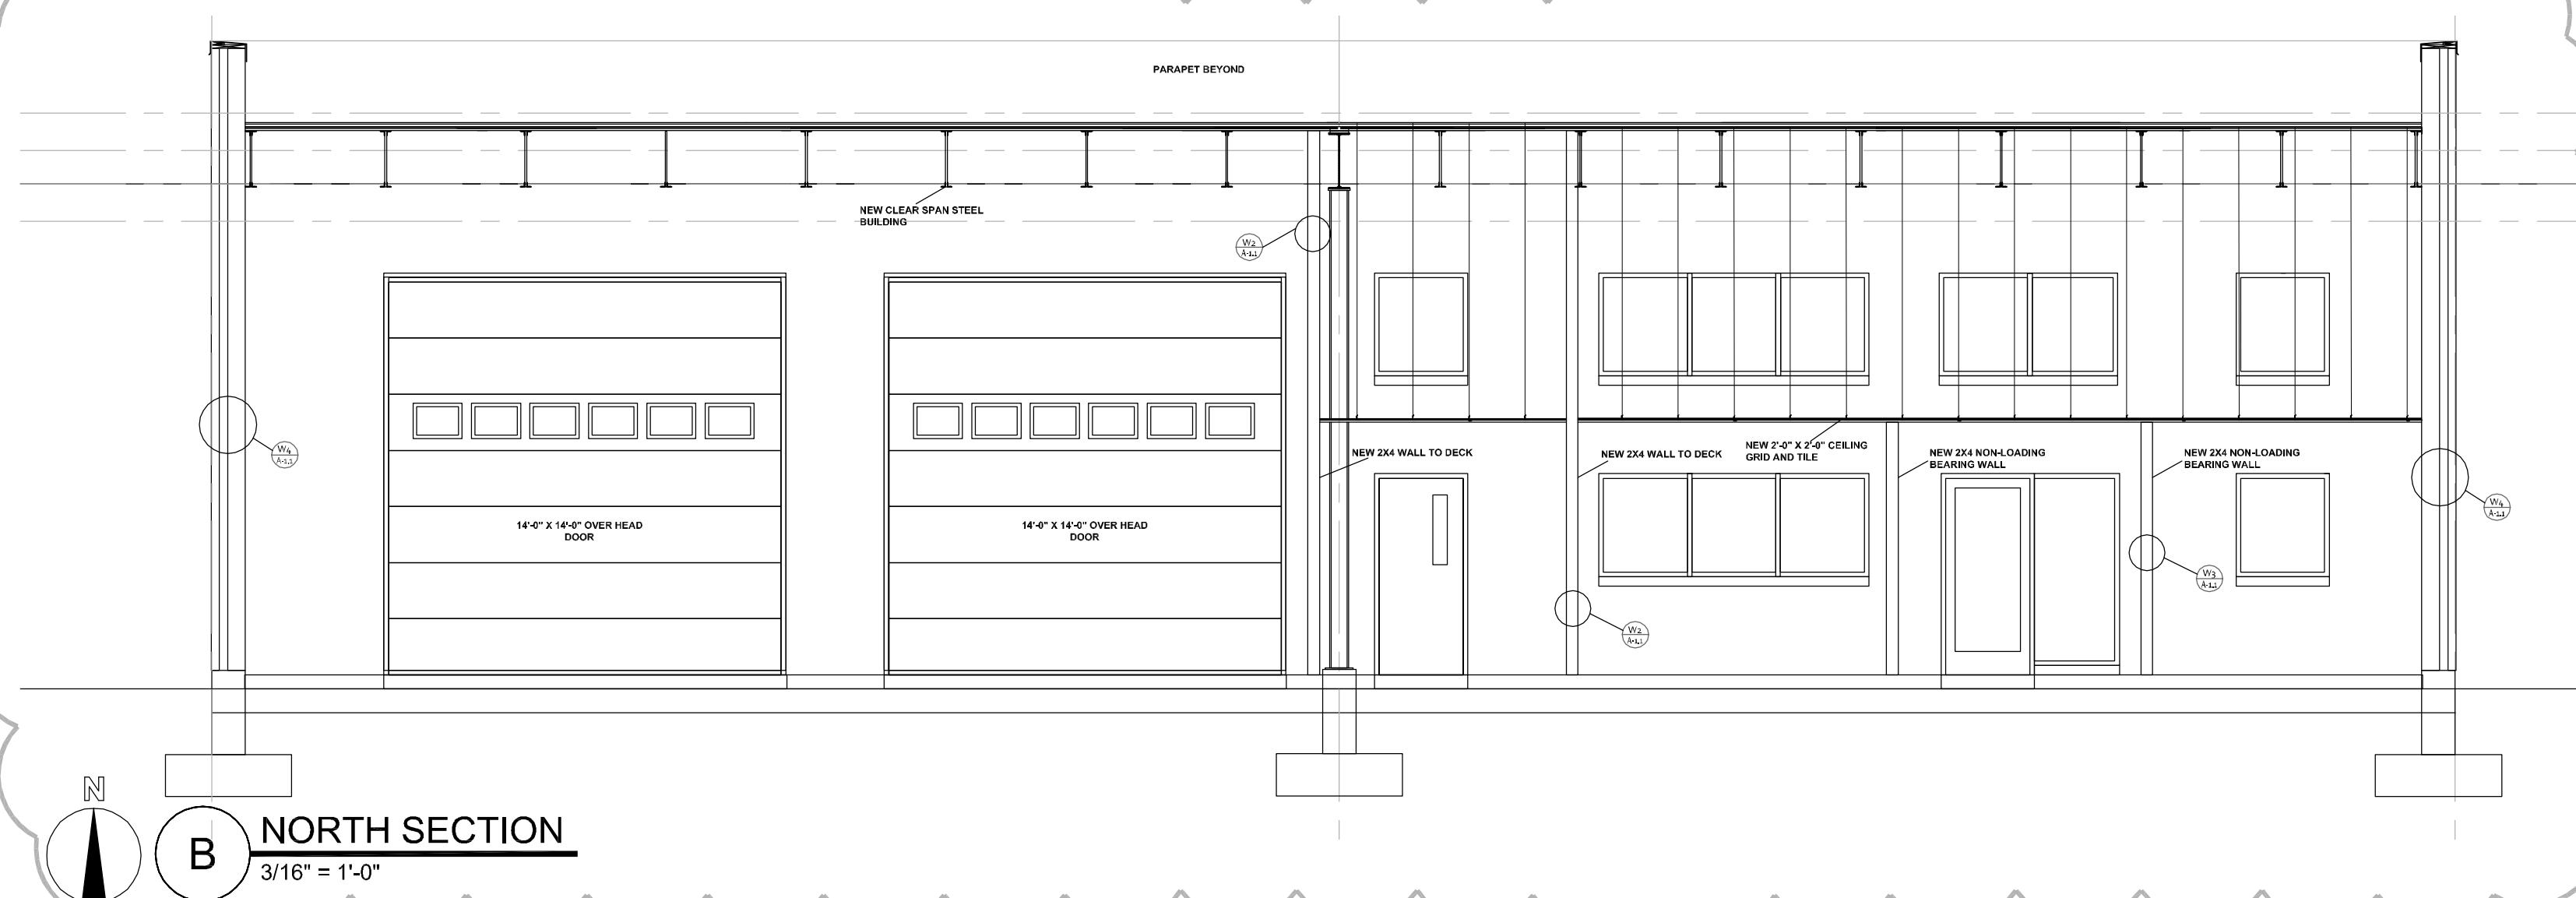 PARAPET BEYOND
NEW CLEAR SPAN STEEL
BUILDING
W2
A-1.1
W4
A-1.1
NEW 2X4 WALL TO DECK
NEW 2X4 WALL TO DECK
NEW 2'-0" X 2'-0" CEILING
GRID AND TILE
NEW 2X4 NON-LOADING
BEARING WALL
NEW 2X4 NON-LOADING
BEARING WALL
14'-0" X 14'-0" OVER HEAD
DOOR
14'-0" X 14'-0" OVER HEAD
DOOR
W4
A-1.1
W3
A-1.1
W2
A-1.1
N
B
NORTH SECTION
3/16" = 1'-0"